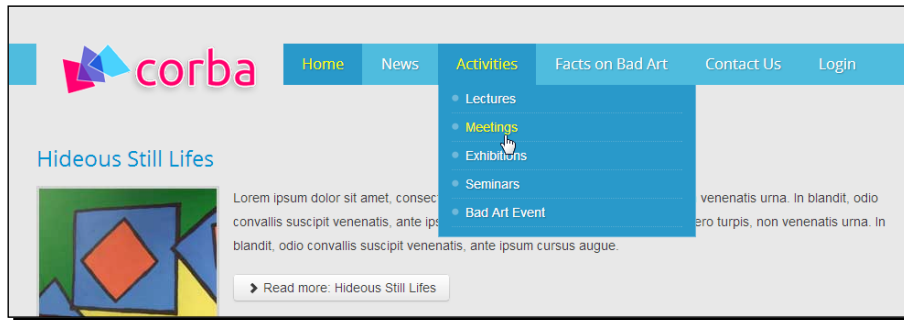 corba
Home News Activities Facts on Bad Art Contact Us Login
Lectures
Meetings
Exhibitions
Seminars
Bad Art Event
Hideous Still Lifes
Lorem ipsum dolor sit amet, consec venenatis urna. In blandit, odio
convallis suscipit venenatis, ante ips ero turpis, non venenatis urna. In
blandit, odio convallis suscipit venenatis, ante ipsum cursus augue.
Read more: Hideous Still Lifes